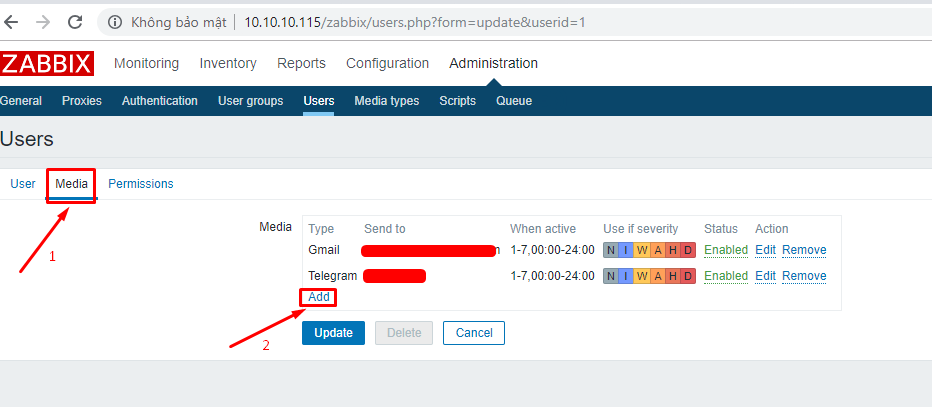 Không bảo mật | 10.10.10.115/zabbix/users.php?form=update&userid=1
ZABBIX Monitoring Inventory Reports Configuration Administration
General Proxies Authentication User groups Users Media types Scripts Queue
Users
User Media Permissions
1
Media Type Send to When active Use if severity Status Action
Gmail 1-7,00:00-24:00 N I W A H D Enabled Edit Remove
Telegram 1-7,00:00-24:00 N I W A H D Enabled Edit Remove
Add
2
Update Delete Cancel